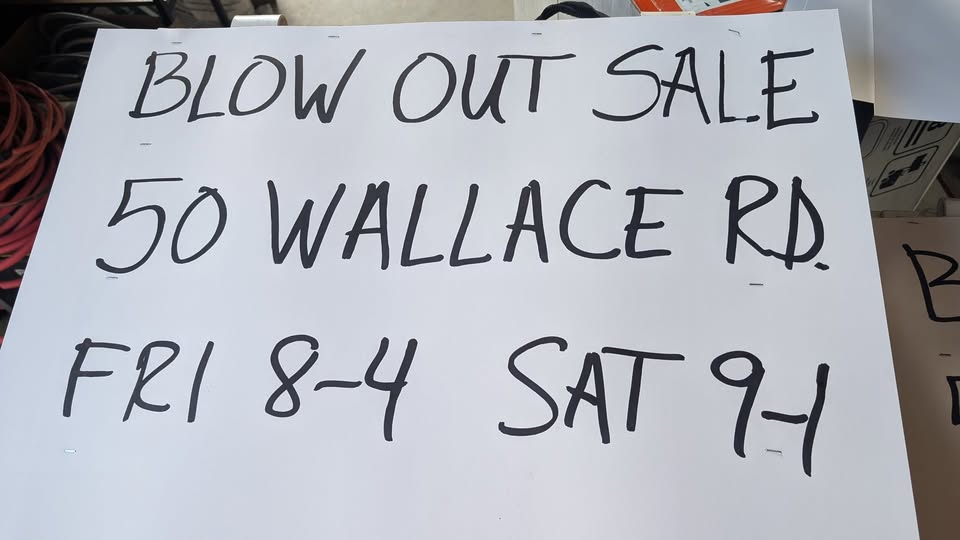 BLOW OUT SALE
50 WALLACE RD.
FRI 8-4 SAT 9-1
B